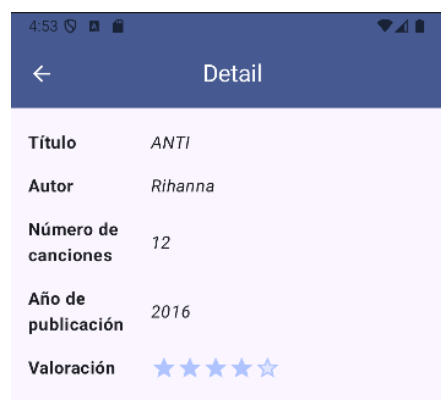 4:53
Detail
Título ANTI
Autor Rihanna
Número de
canciones 12
Año de
publicación 2016
Valoración